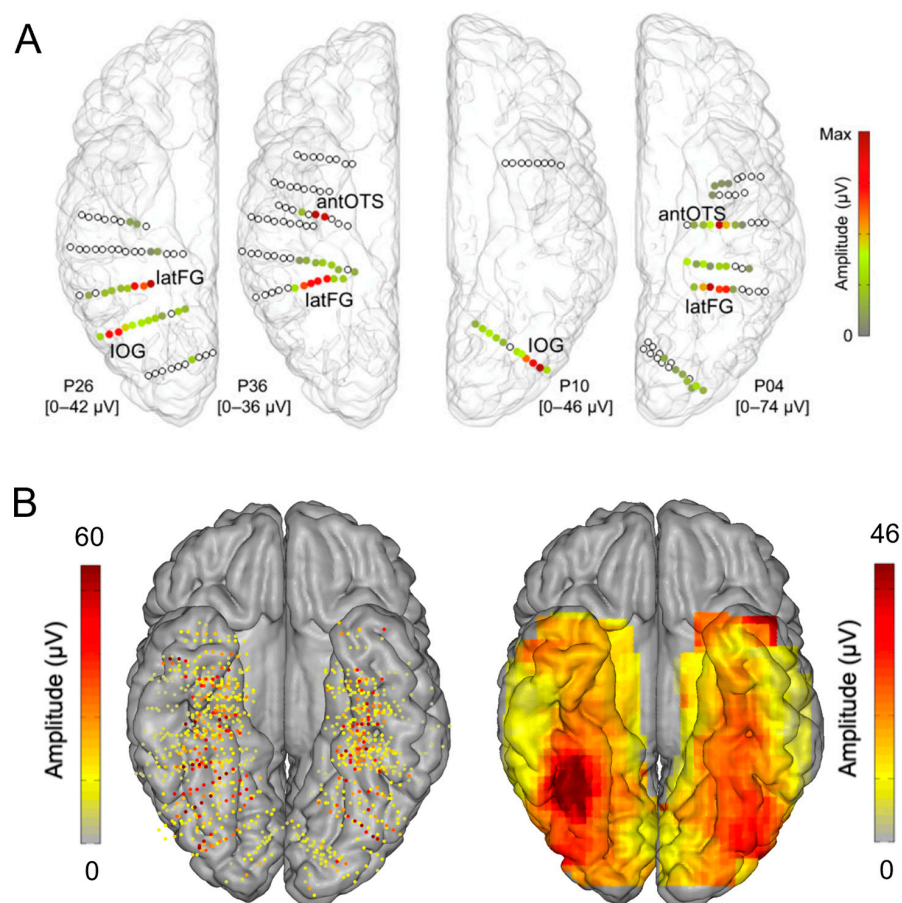 A
Max
Amplitude (µV)
0
antOTS
antOTS
latFG
latFG
latFG
IOG
IOG
P26
[0–42 µV]
P36
[0–36 µV]
P10
[0–46 µV]
P04
[0–74 µV]
B
60
Amplitude (µV)
0
46
Amplitude (µV)
0